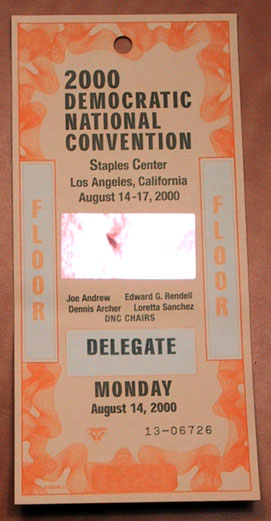 2000
DEMOCRATIC
NATIONAL
CONVENTION
Staples Center
Los Angeles, California
August 14-17, 2000
FLOOR
FLOOR
Joe Andrew Edward G. Rendell
Dennis Archer Loretta Sanchez
DNC CHAIRS
DELEGATE
MONDAY
August 14, 2000
13-06726